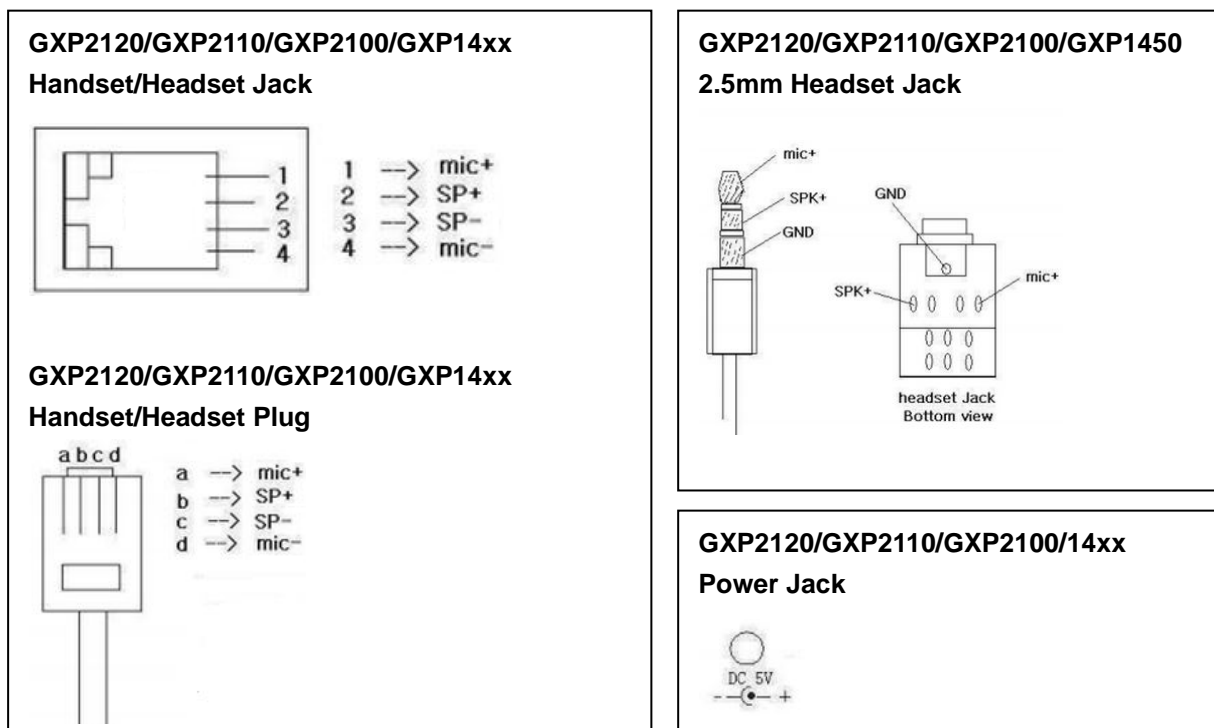 GXP2120/GXP2110/GXP2100/GXP14xx
Handset/Headset Jack
1
2
3
4
1 --> mic+
2 --> SP+
3 --> SP-
4 --> mic-
GXP2120/GXP2110/GXP2100/GXP14xx
Handset/Headset Plug
a b c d
a --> mic+
b --> SP+
c --> SP-
d --> mic-
GXP2120/GXP2110/GXP2100/GXP1450
2.5mm Headset Jack
mic+
SPK+
GND
GND
SPK+
mic+
headset Jack
Bottom view
GXP2120/GXP2110/GXP2100/14xx
Power Jack
DC 5V
- +